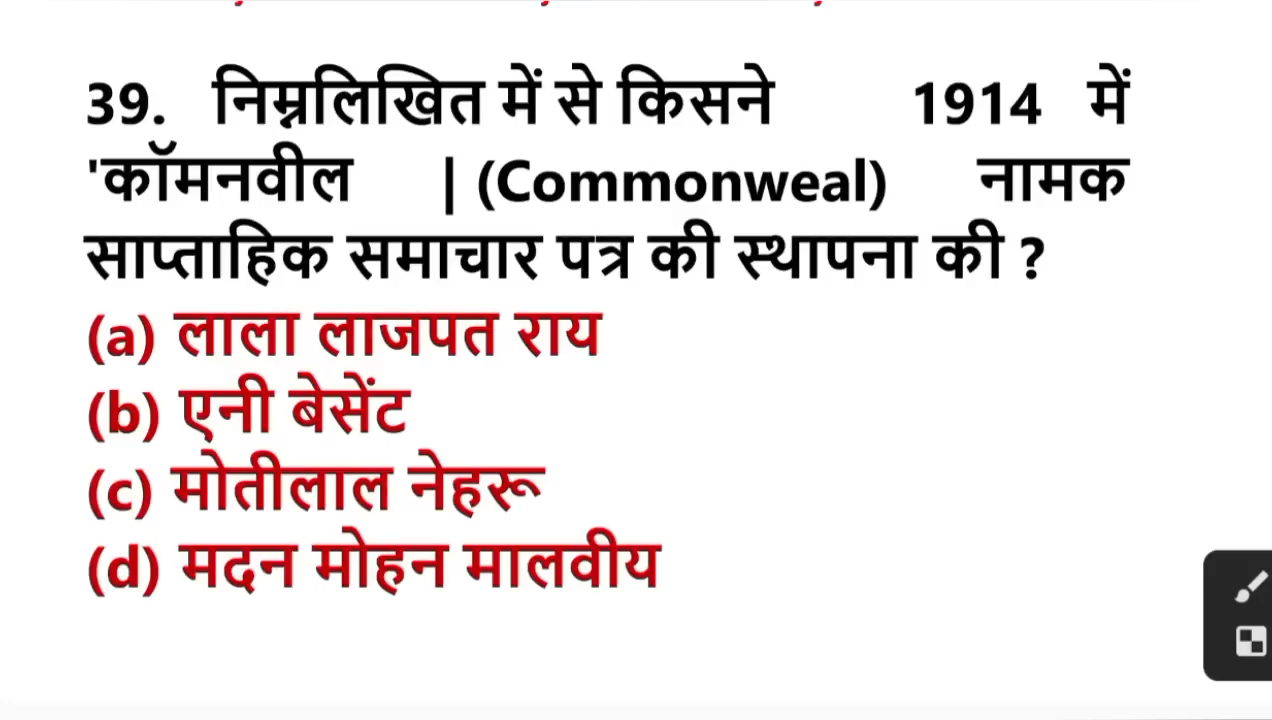 39. निम्नलिखित में से किसने 1914 में
'कॉमनवील | (Commonweal) नामक
साप्ताहिक समाचार पत्र की स्थापना की ?
(a) लाला लाजपत राय
(b) एनी बेसेंट
(c) मोतीलाल नेहरू
(d) मदन मोहन मालवीय